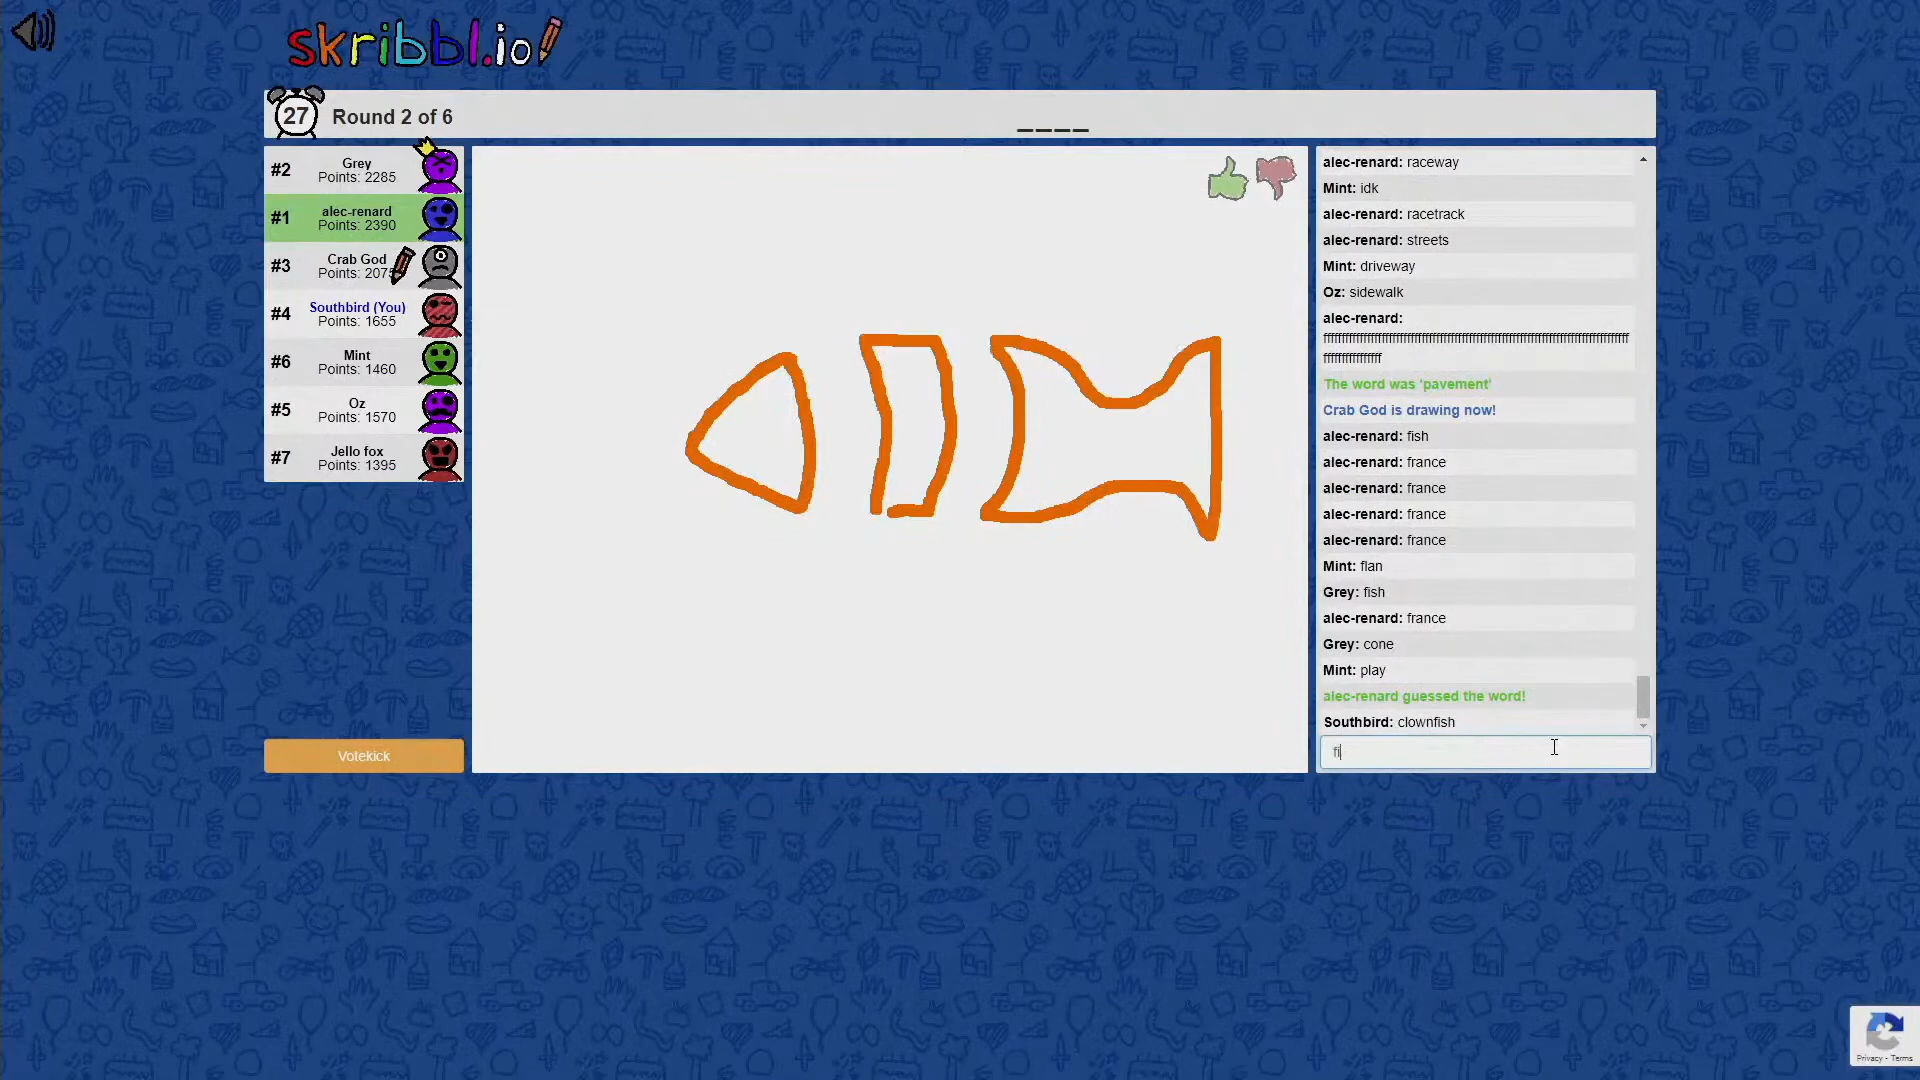 skribbl.io
27
Round 2 of 6
____
#2
Grey
Points: 2285
#1
alec-renard
Points: 2390
#3
Crab God
Points: 2075
#4
Southbird (You)
Points: 1655
#6
Mint
Points: 1460
#5
Oz
Points: 1570
#7
Jello fox
Points: 1395
Votekick
alec-renard: raceway
Mint: idk
alec-renard: racetrack
alec-renard: streets
Mint: driveway
Oz: sidewalk
alec-renard:
The word was 'pavement'
Crab God is drawing now!
alec-renard: fish
alec-renard: france
alec-renard: france
alec-renard: france
alec-renard: france
Mint: flan
Grey: fish
alec-renard: france
Grey: cone
Mint: play
alec-renard guessed the word!
Southbird: clownfish
fi
Privacy - Terms